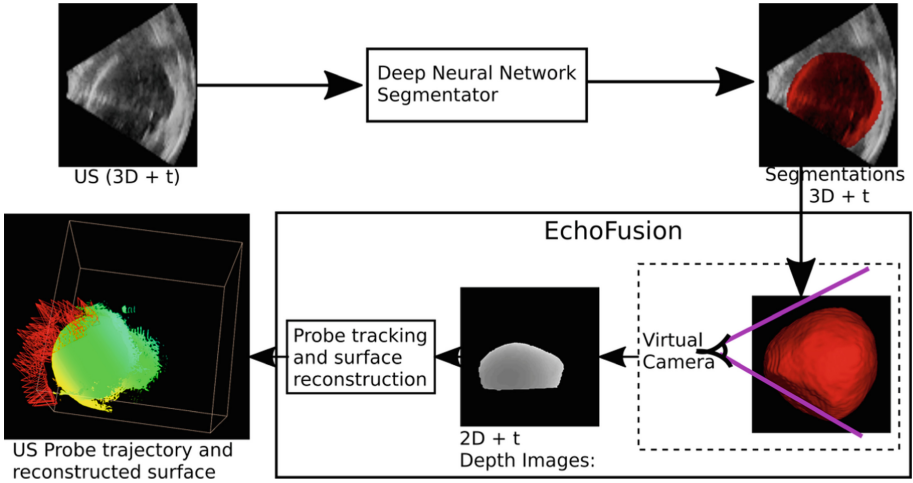 Deep Neural Network
Segmentator
US (3D + t)
Segmentations
3D + t
EchoFusion
Virtual
Camera
Probe tracking
and surface
reconstruction
2D + t
Depth Images:
US Probe trajectory and
reconstructed surface